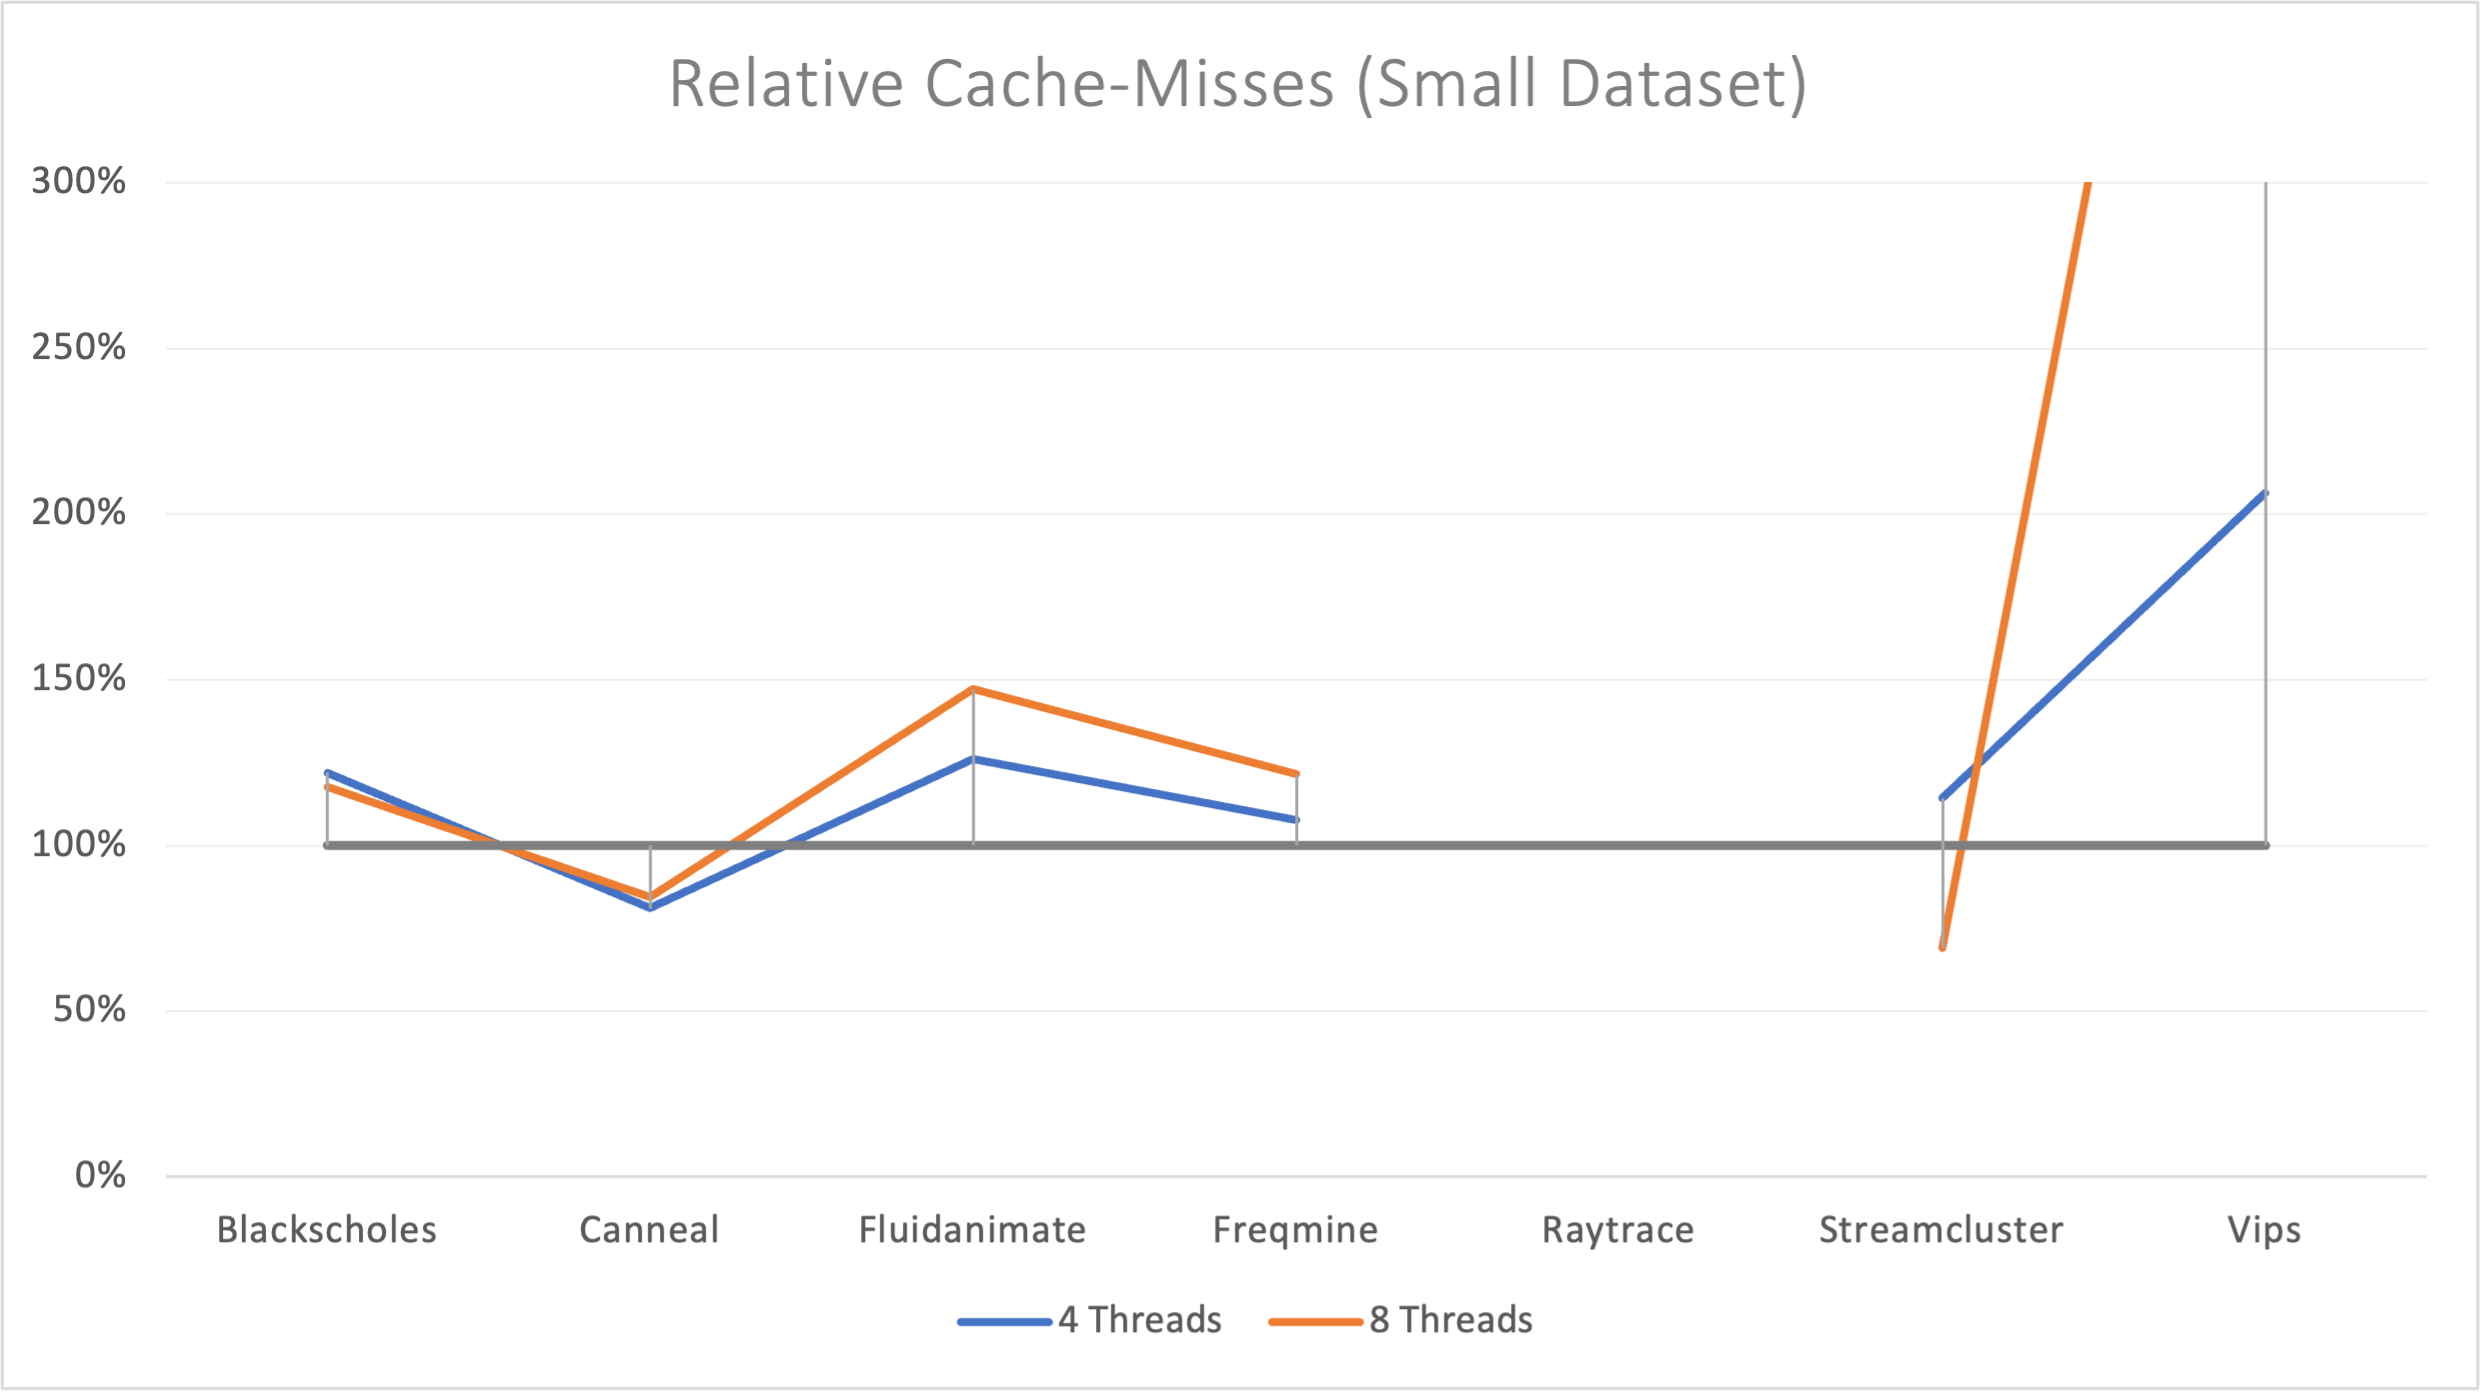 Relative Cache-Misses (Small Dataset)
300%
250%
200%
150%
100%
50%
0%
Blackscholes Canneal Fluidanimate Freqmine Raytrace Streamcluster Vips
4 Threads 8 Threads